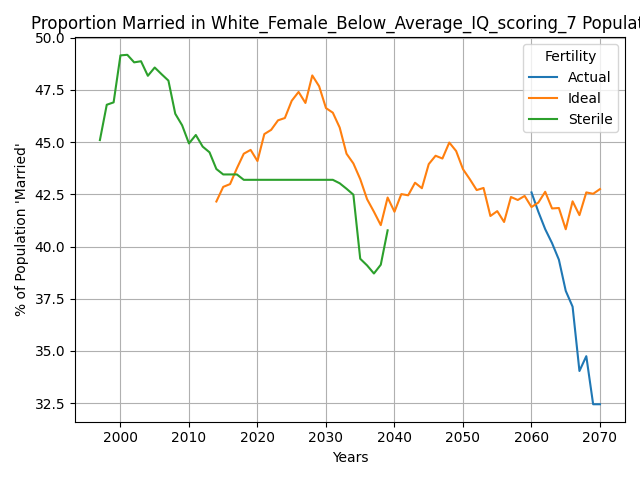 Proportion Married in White_Female_Below_Average_IQ_scoring_7 Populat
% of Population 'Married'
50.0
47.5
45.0
42.5
40.0
37.5
35.0
32.5
Fertility
Actual
Ideal
Sterile
2000 2010 2020 2030 2040 2050 2060 2070
Years